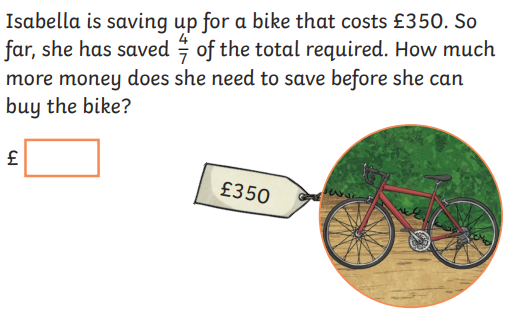 Isabella is saving up for a bike that costs £350. So
far, she has saved 4/7 of the total required. How much
more money does she need to save before she can
buy the bike?
£
£350